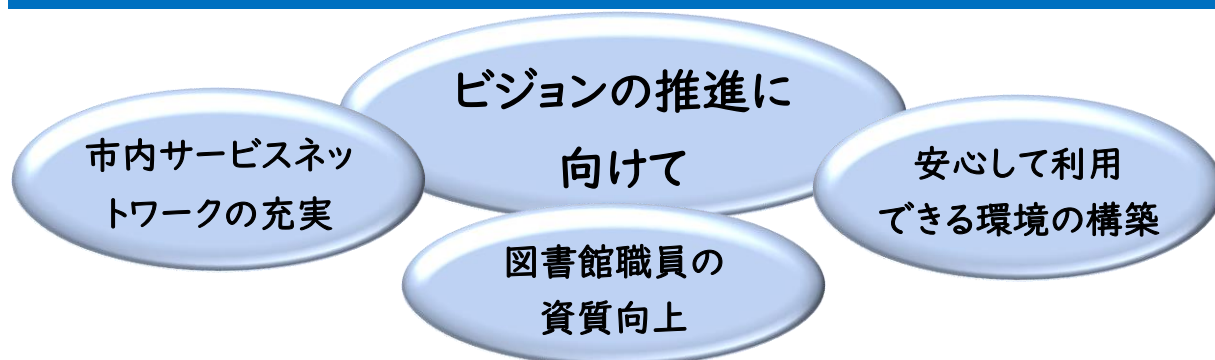 ビジョンの推進に
向けて
市内サービスネッ
トワークの充実
安心して利用
できる環境の構築
図書館職員の
資質向上